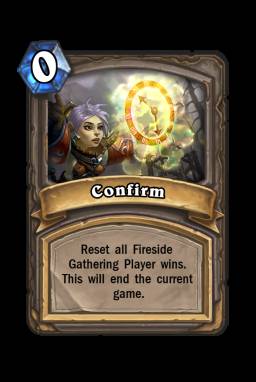 0
Confirm
Reset all Fireside
Gathering Player wins.
This will end the current
game.